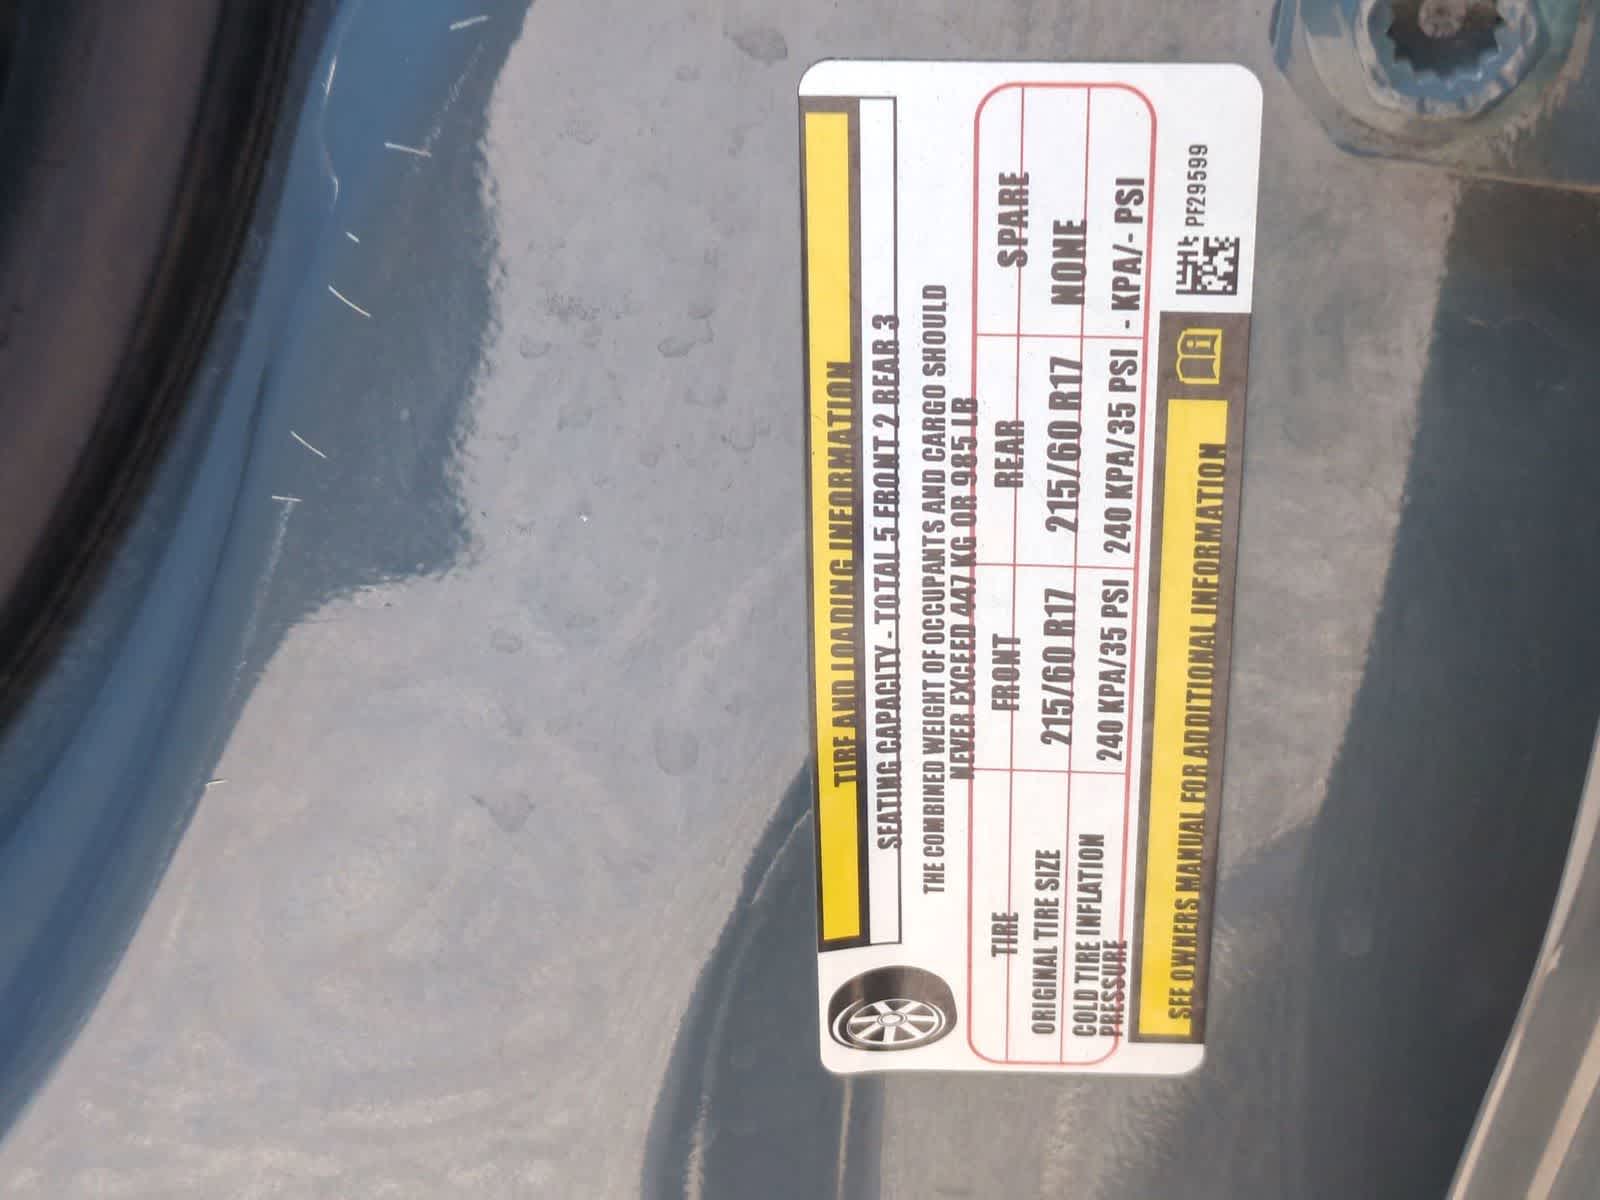 TIRE AND LOADING INFORMATION
SEATING CAPACITY - TOTAL 5 FRONT 2 REAR 3
THE COMBINED WEIGHT OF OCCUPANTS AND CARGO SHOULD
NEVER EXCEED 447 KG OR 985 LB
TIRE FRONT REAR SPARE
ORIGINAL TIRE SIZE 215/60 R17 215/60 R17 NONE
COLD TIRE INFLATION
PRESSURE 240 KPA/35 PSI 240 KPA/35 PSI - KPA/- PSI
SEE OWNERS MANUAL FOR ADDITIONAL INFORMATION
PF29599